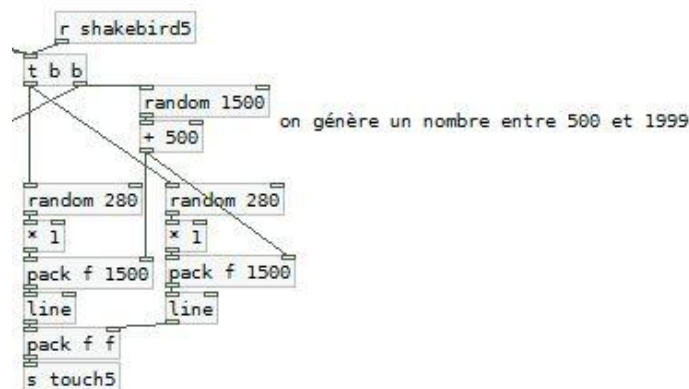 r shakebird5
t b b
random 1500
on génère un nombre entre 500 et 1999
+ 500
random 280
random 280
* 1
* 1
pack f 1500
pack f 1500
line
line
pack f f
s touch5